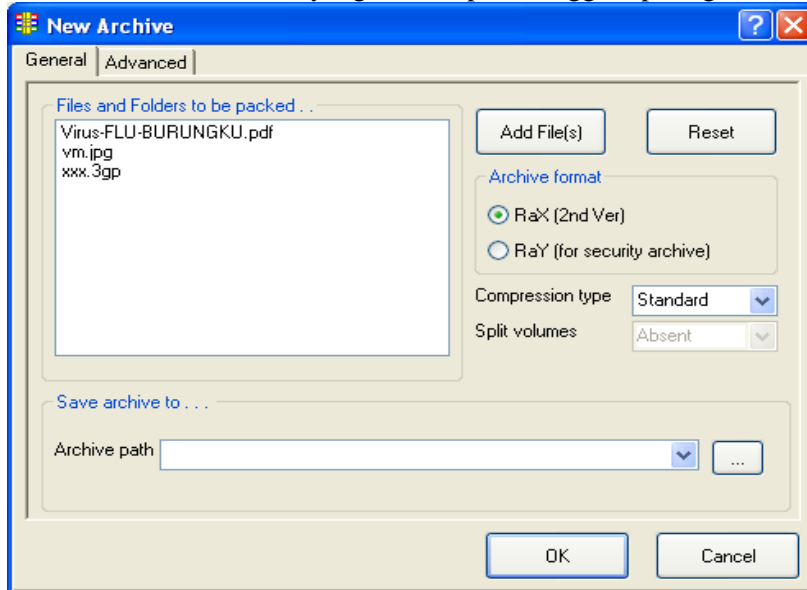 New Archive
General Advanced
Files and Folders to be packed . .
Virus-FLU-BURUNGKU.pdf
vm.jpg
xxx.3gp
Add File(s) Reset
Archive format
RaX (2nd Ver)
RaY (for security archive)
Compression type Standard
Split volumes Absent
Save archive to . . .
Archive path ...
OK Cancel